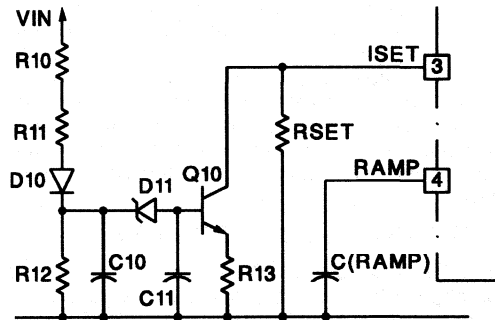 VIN
R10
R11
D10
R12
C10
D11
C11
Q10
R13
RSET
ISET
3
RAMP
4
C(RAMP)